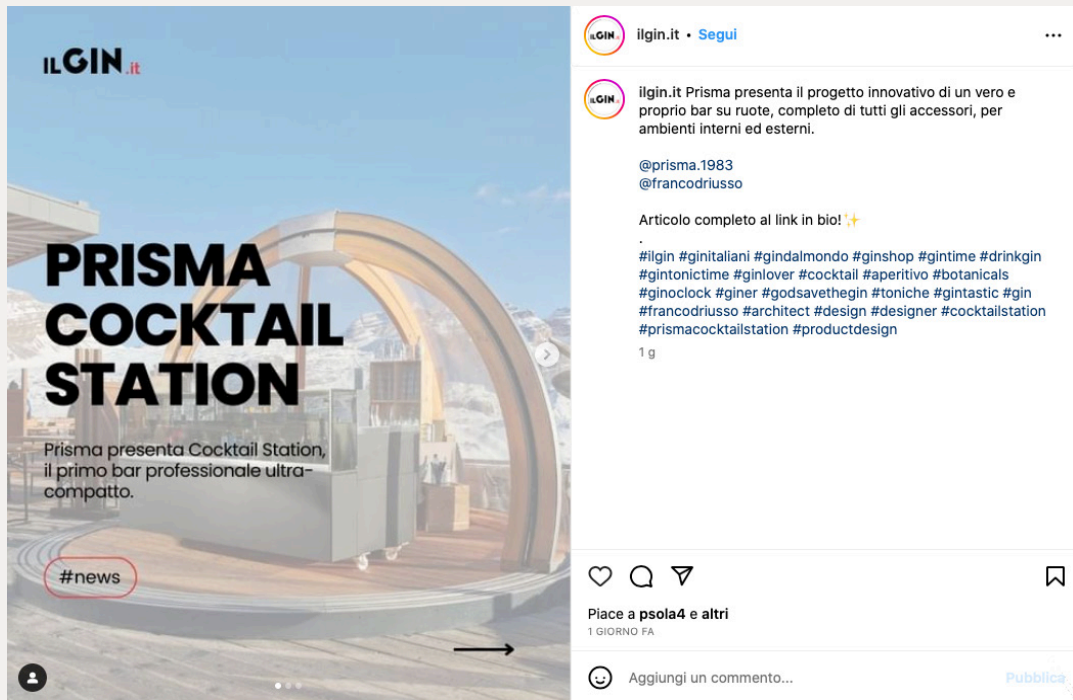 ILGIN.it
PRISMA
COCKTAIL
STATION
Prisma presenta Cocktail Station,
il primo bar professionale ultra-
compatto.
#news
ILGIN.
ilgin.it • Segui
ILGIN.
ilgin.it Prisma presenta il progetto innovativo di un vero e
proprio bar su ruote, completo di tutti gli accessori, per
ambienti interni ed esterni.
@prisma.1983
@francodriusso
Articolo completo al link in bio!✨
.
#ilgin #ginitaliani #gindalmondo #ginshop #gintime #drinkgin
#gintonictime #ginlover #cocktail #aperitivo #botanicals
#ginoclock #giner #godsavethegin #toniche #gintastic #gin
#francodriusso #architect #design #designer #cocktailstation
#prismacocktailstation #productdesign
1 g
Piace a psola4 e altri
1 GIORNO FA
Aggiungi un commento...
Pubblica